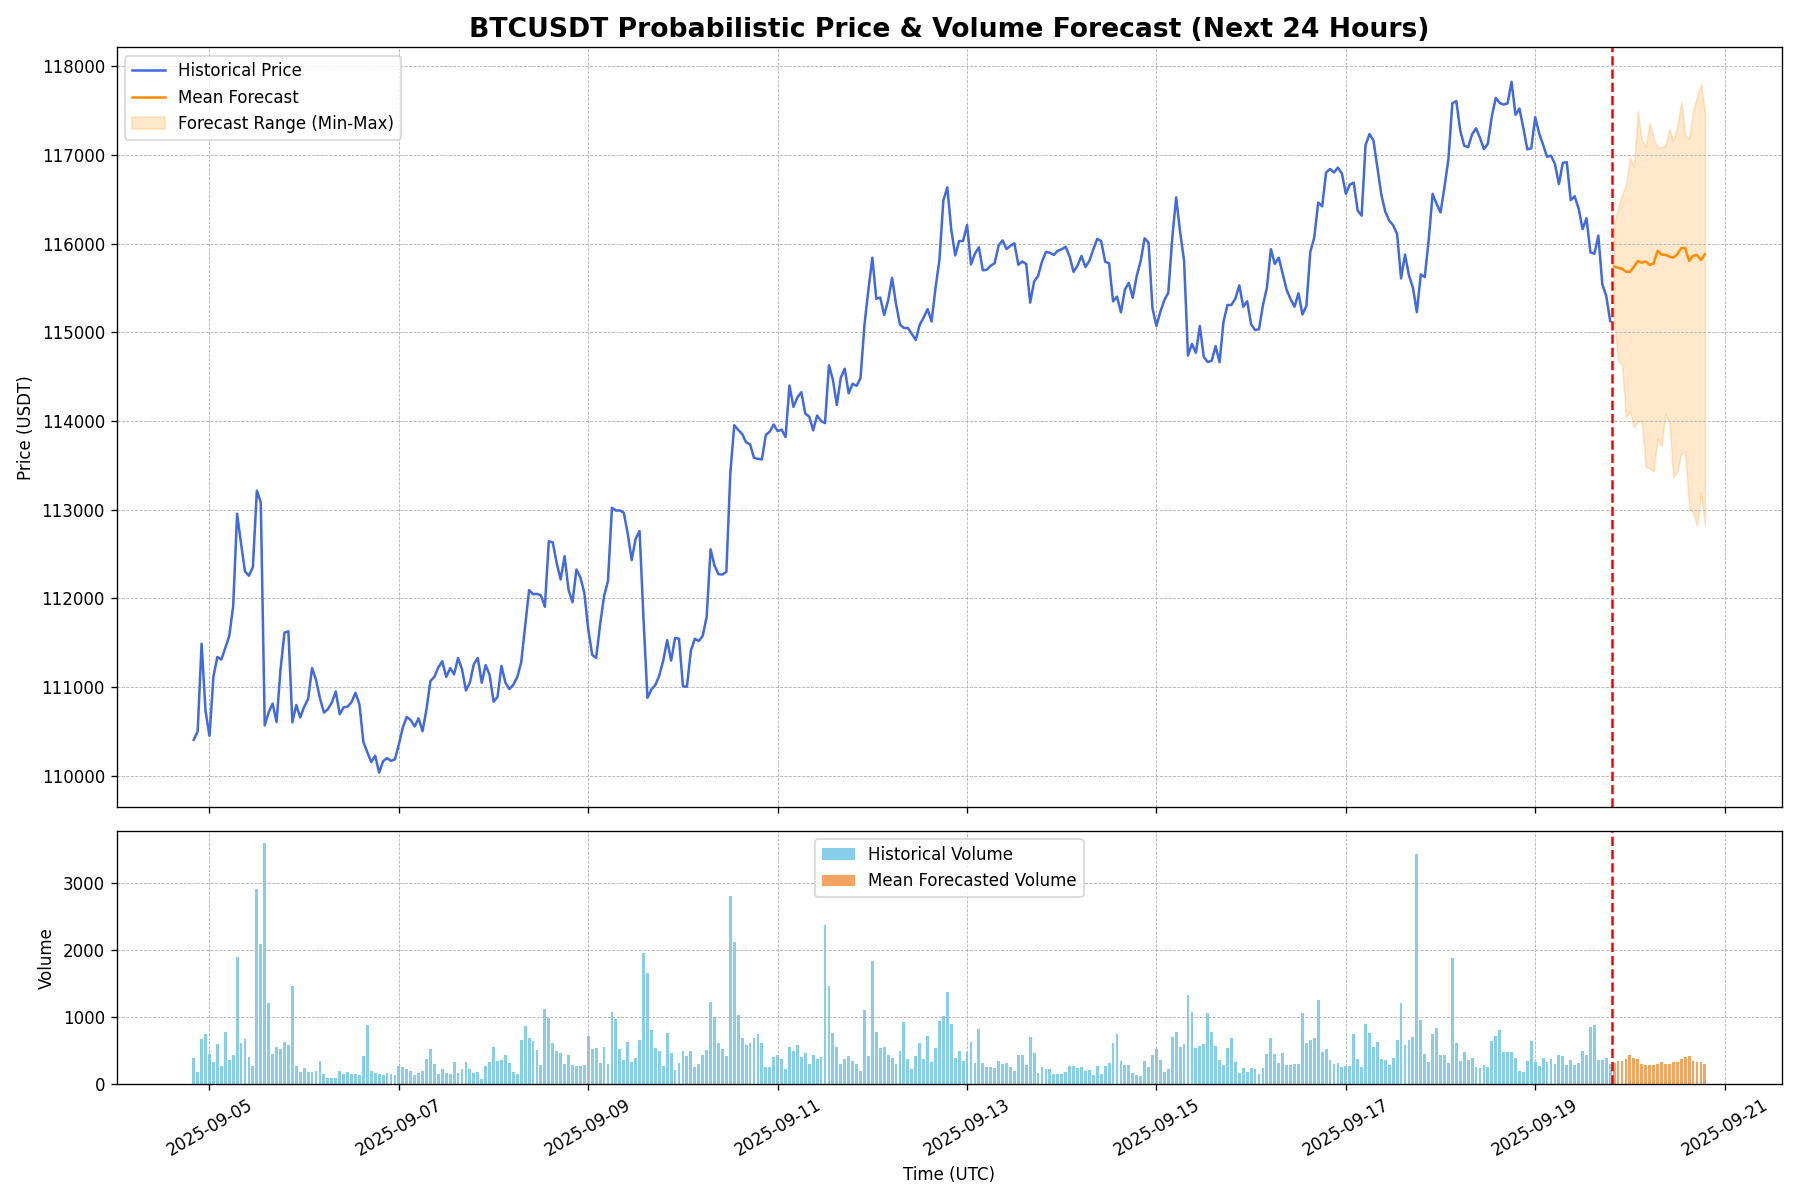 BTCUSDT Probabilistic Price & Volume Forecast (Next 24 Hours)
Historical Price
Mean Forecast
Forecast Range (Min-Max)
118000
117000
116000
115000
114000
113000
112000
111000
110000
Price (USDT)
Historical Volume
Mean Forecasted Volume
3000
2000
1000
0
Volume
2025-09-05
2025-09-07
2025-09-09
2025-09-11
2025-09-13
2025-09-15
2025-09-17
2025-09-19
2025-09-21
Time (UTC)